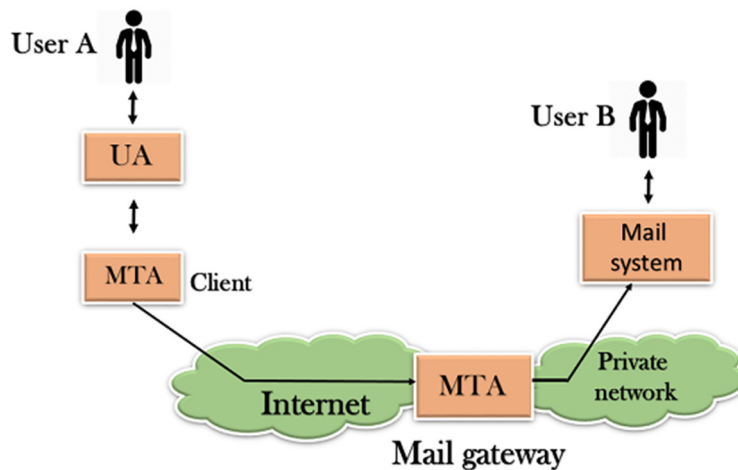 User A
User B
UA
Mail
system
MTA
Client
Private
network
MTA
Internet
Mail gateway